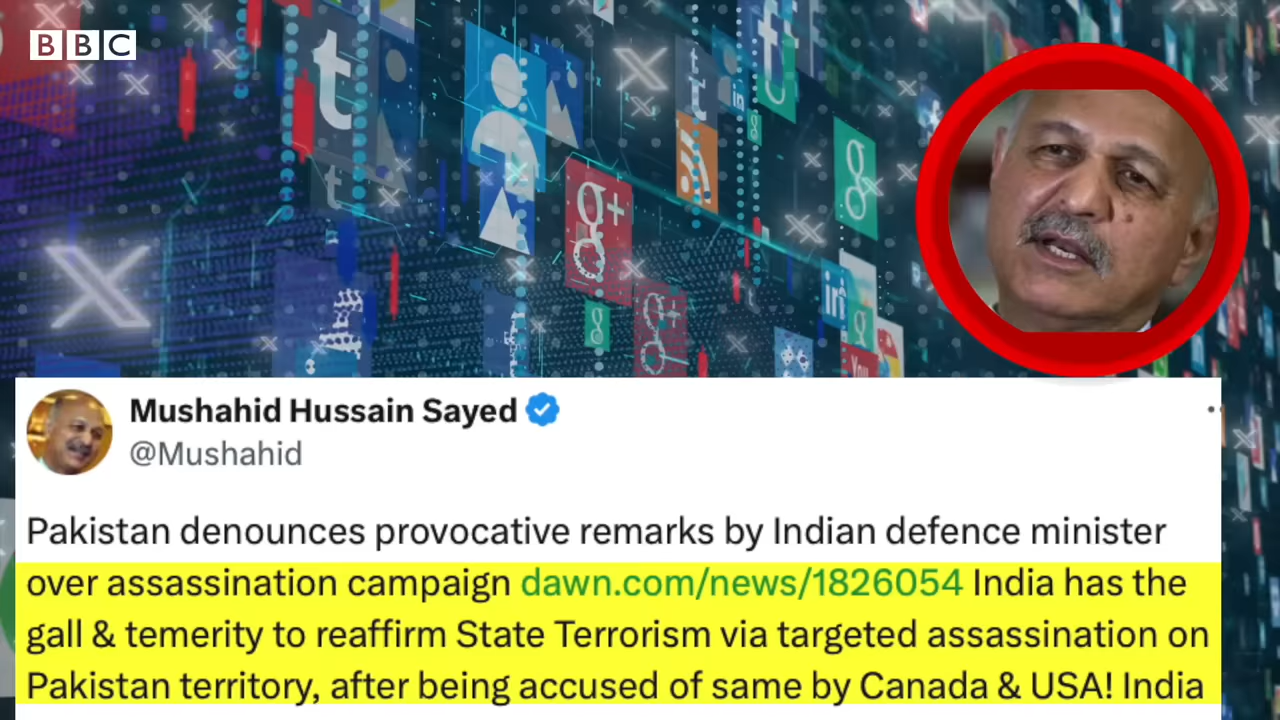 BBC
Mushahid Hussain Sayed
@Mushahid
Pakistan denounces provocative remarks by Indian defence minister
over assassination campaign dawn.com/news/1826054 India has the
gall & temerity to reaffirm State Terrorism via targeted assassination on
Pakistan territory, after being accused of same by Canada & USA! India